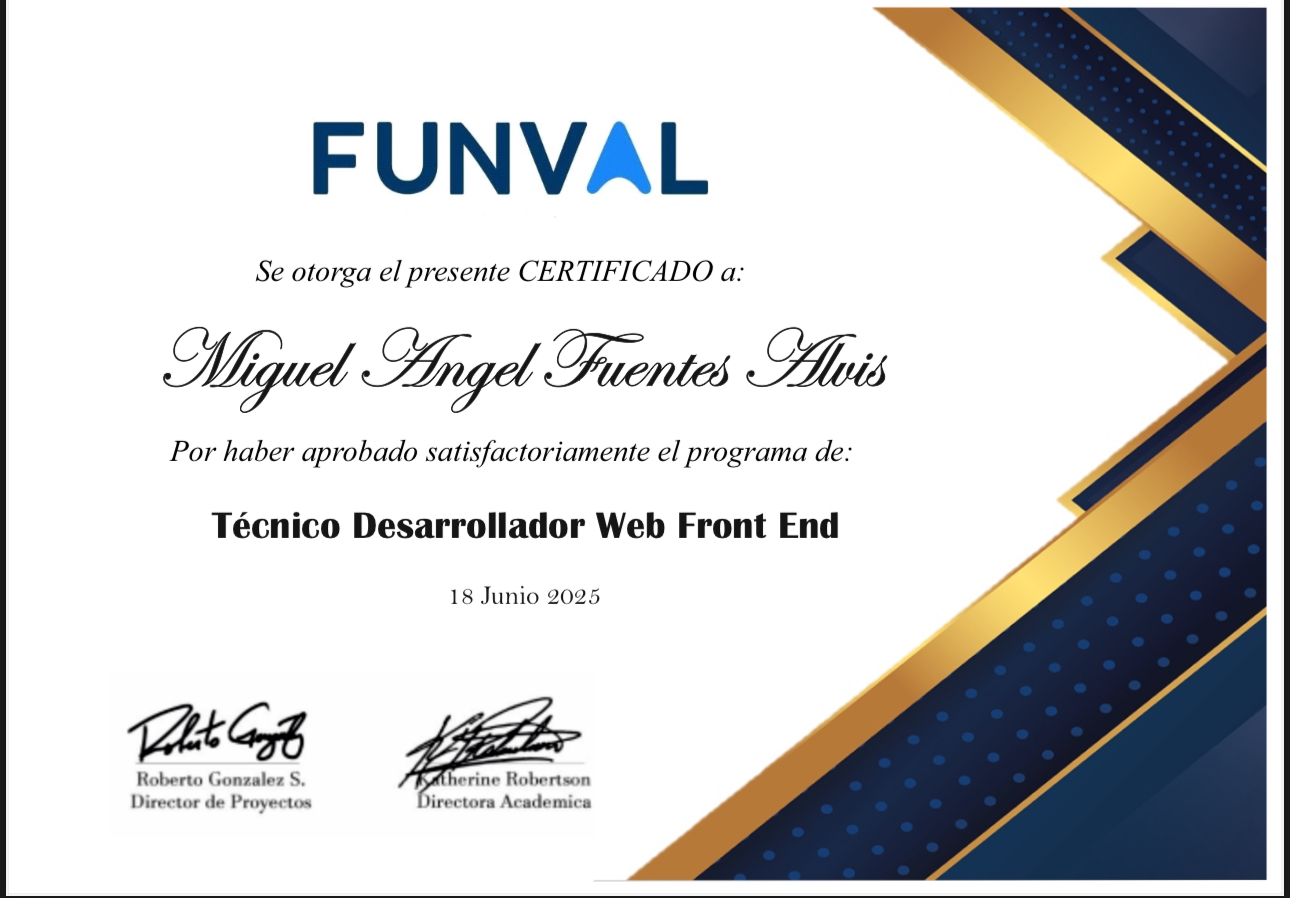 FUNVAL
Se otorga el presente CERTIFICADO a:
Miguel Angel Fuentes Alvis
Por haber aprobado satisfactoriamente el programa de:
Técnico Desarrollador Web Front End
18 Junio 2025
Roberto Gonzalez S.
Director de Proyectos
Katherine Robertson
Directora Academica